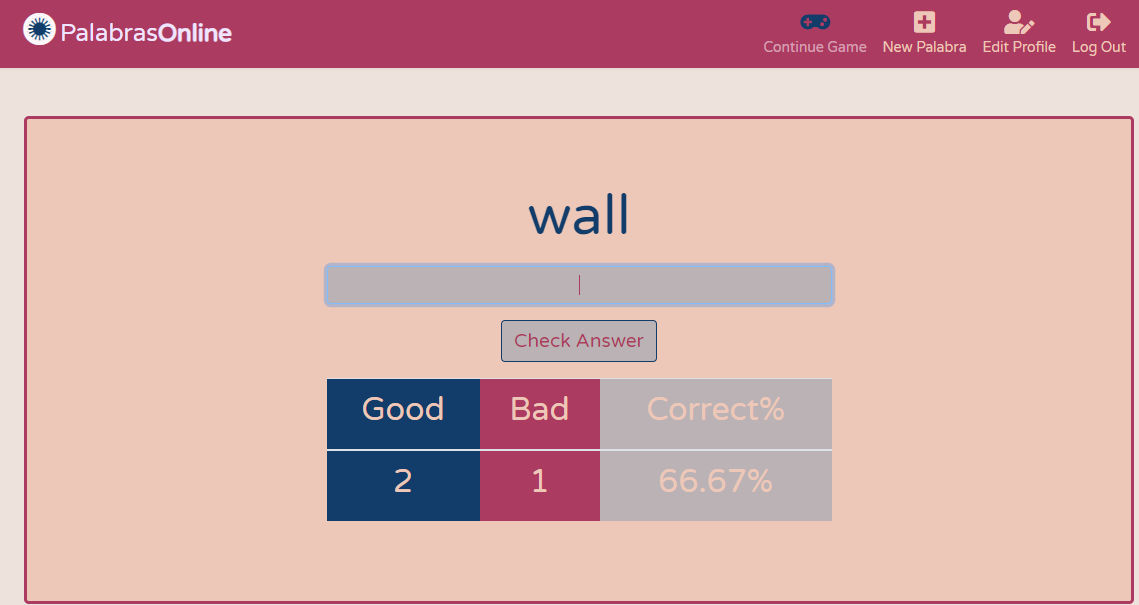 PalabrasOnline
Continue Game New Palabra Edit Profile Log Out
wall
Check Answer
Good Bad Correct%
2 1 66.67%